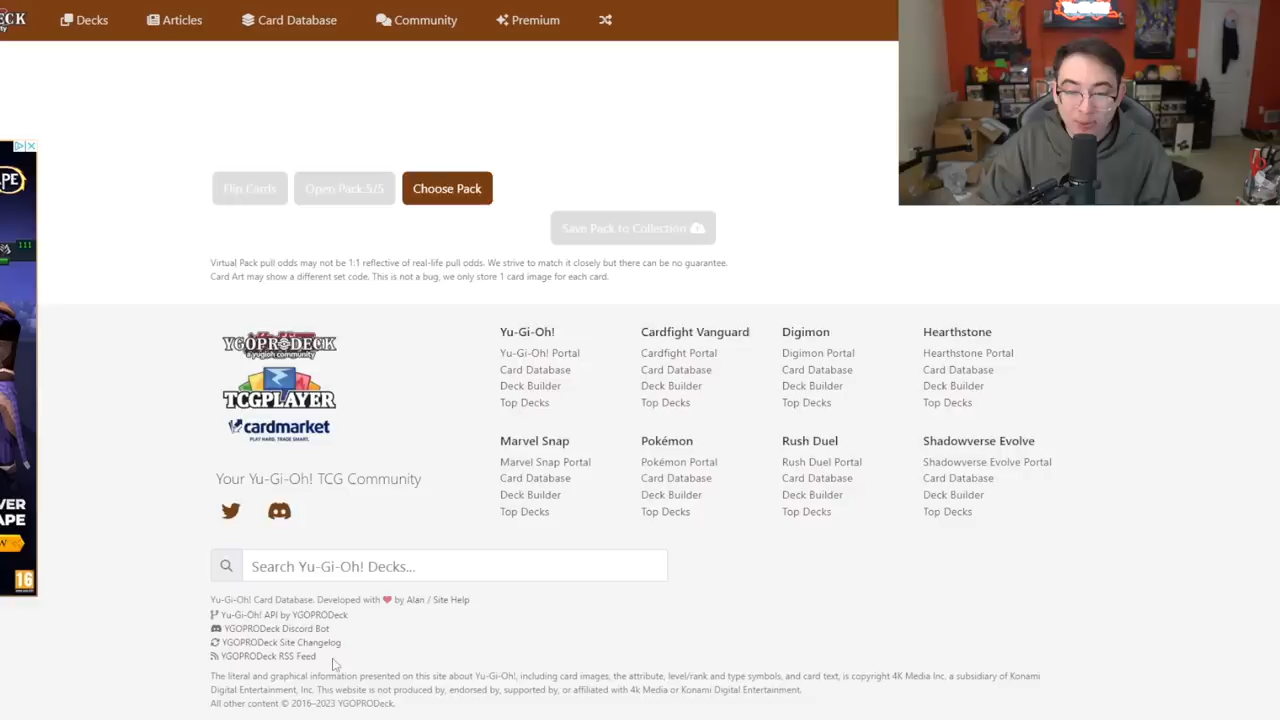 ECK
Decks
Articles
Card Database
Community
Premium
Flip Cards
Open Pack 5/5
Choose Pack
Save Pack to Collection
Virtual Pack pull odds may not be 1:1 reflective of real-life pull odds. We strive to match it closely but there can be no guarantee.
Card Art may show a different set code. This is not a bug, we only store 1 card image for each card.
111
PE
VER
APE
W
16
YGOPRODECK
a yugioh community
TCGPLAYER
cardmarket
PLAY HARD. TRADE SMART.
Your Yu-Gi-Oh! TCG Community
Yu-Gi-Oh!
Yu-Gi-Oh! Portal
Card Database
Deck Builder
Top Decks
Cardfight Vanguard
Cardfight Portal
Card Database
Deck Builder
Top Decks
Digimon
Digimon Portal
Card Database
Deck Builder
Top Decks
Hearthstone
Hearthstone Portal
Card Database
Deck Builder
Top Decks
Marvel Snap
Marvel Snap Portal
Card Database
Deck Builder
Top Decks
Pokémon
Pokémon Portal
Card Database
Deck Builder
Top Decks
Rush Duel
Rush Duel Portal
Card Database
Deck Builder
Top Decks
Shadowverse Evolve
Shadowverse Evolve Portal
Card Database
Deck Builder
Top Decks
Search Yu-Gi-Oh! Decks...
Yu-Gi-Oh! Card Database. Developed with ❤ by Alan / Site Help
Yu-Gi-Oh! API by YGOPRODeck
YGOPRODeck Discord Bot
YGOPRODeck Site Changelog
YGOPRODeck RSS Feed
The literal and graphical information presented on this site about Yu-Gi-Oh!, including card images, the attribute, level/rank and type symbols, and card text, is copyright 4K Media Inc, a subsidiary of Konami
Digital Entertainment, Inc. This website is not produced by, endorsed by, supported by, or affiliated with 4k Media or Konami Digital Entertainment.
All other content © 2016-2023 YGOPRODeck.